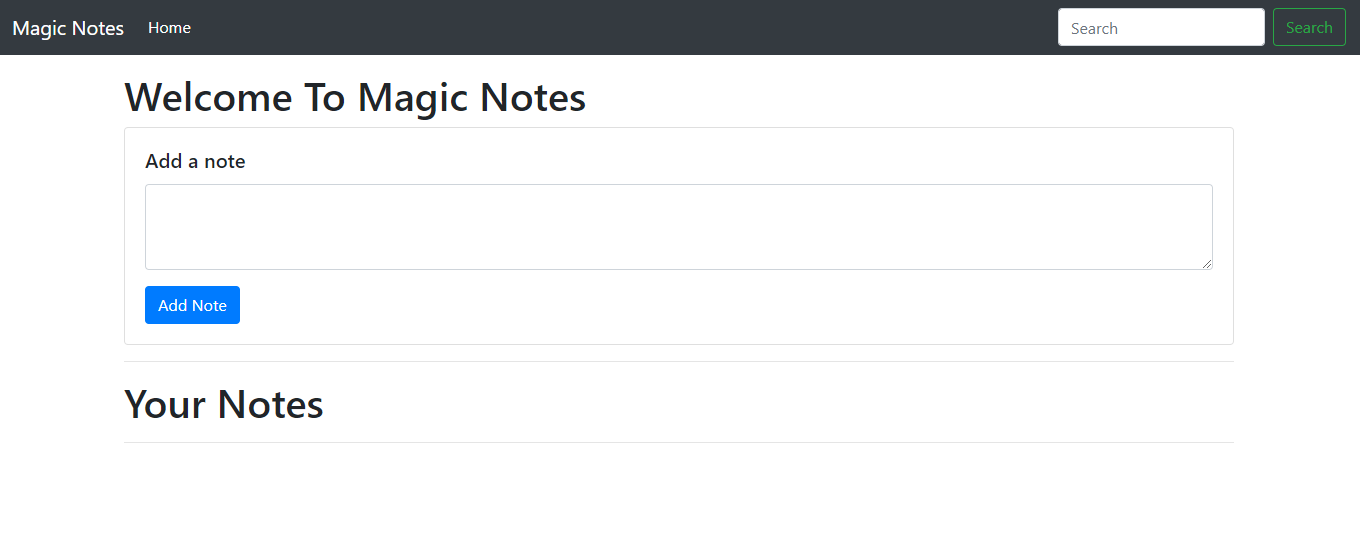 Magic Notes Home Search Search
Welcome To Magic Notes
Add a note
Add Note
Your Notes